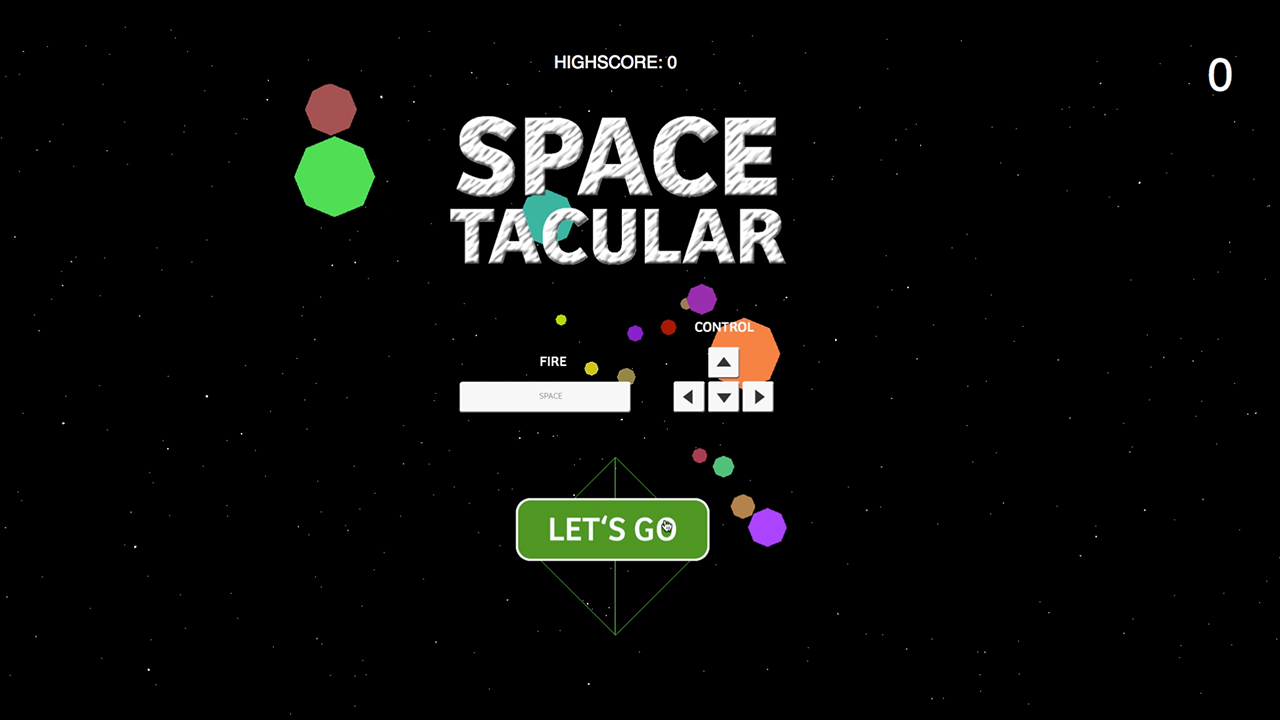 HIGHSCORE: 0
0
SPACE
TACULAR
CONTROL
FIRE
SPACE
LET‘S GO